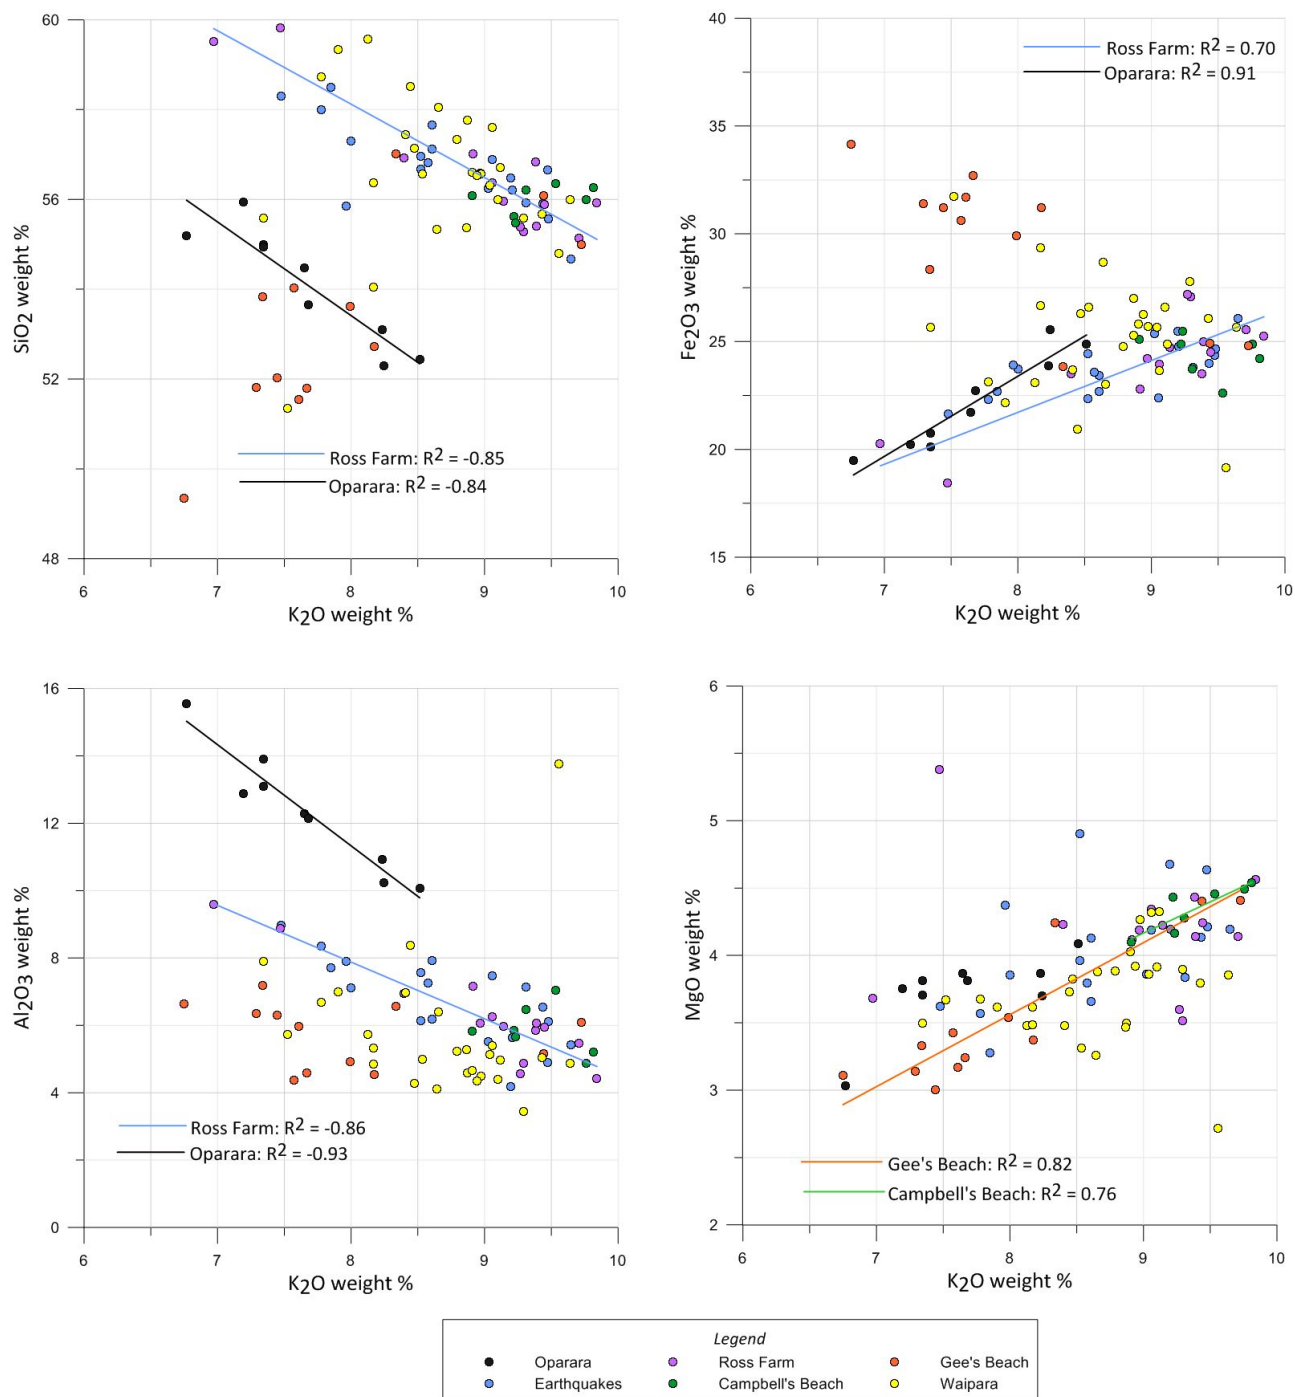 60
56
52
48
SiO2 weight %
Ross Farm: R2 = -0.85
Oparara: R2 = -0.84
6 7 8 9 10
K2O weight %
40
35
30
25
20
15
Fe2O3 weight %
Ross Farm: R2 = 0.70
Oparara: R2 = 0.91
6 7 8 9 10
K2O weight %
16
12
8
4
0
Al2O3 weight %
Ross Farm: R2 = -0.86
Oparara: R2 = -0.93
6 7 8 9 10
K2O weight %
6
5
4
3
2
MgO weight %
Gee's Beach: R2 = 0.82
Campbell's Beach: R2 = 0.76
6 7 8 9 10
K2O weight %
Legend
Oparara Ross Farm Gee's Beach
Earthquakes Campbell's Beach Waipara